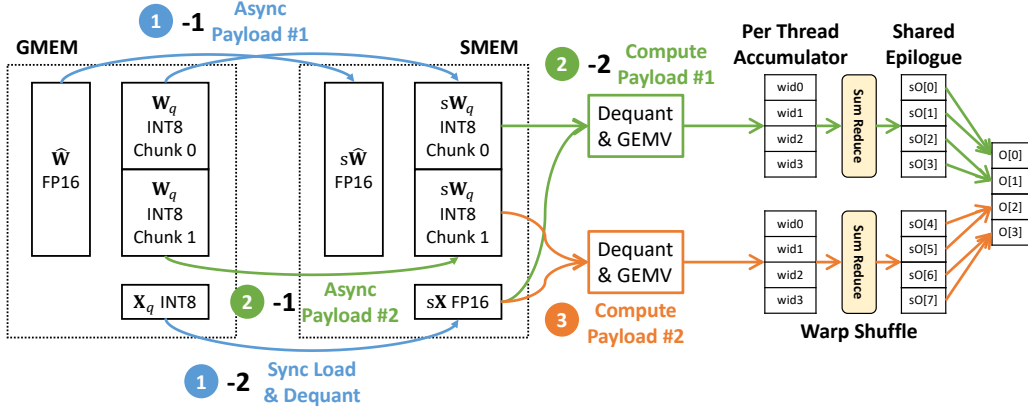 1 -1 Async
Payload #1
GMEM
SMEM
Ŵ
FP16
W_q
INT8
Chunk 0
W_q
INT8
Chunk 1
X_q INT8
sŴ
FP16
sW_q
INT8
Chunk 0
sW_q
INT8
Chunk 1
sX FP16
2 -1 Async
Payload #2
1 -2 Sync Load
& Dequant
2 -2 Compute
Payload #1
Dequant
& GEMV
Dequant
& GEMV
3 Compute
Payload #2
Per Thread
Accumulator
wid0
wid1
wid2
wid3
Sum Reduce
Shared
Epilogue
sO[0]
sO[1]
sO[2]
sO[3]
wid0
wid1
wid2
wid3
Sum Reduce
sO[4]
sO[5]
sO[6]
sO[7]
O[0]
O[1]
O[2]
O[3]
Warp Shuffle